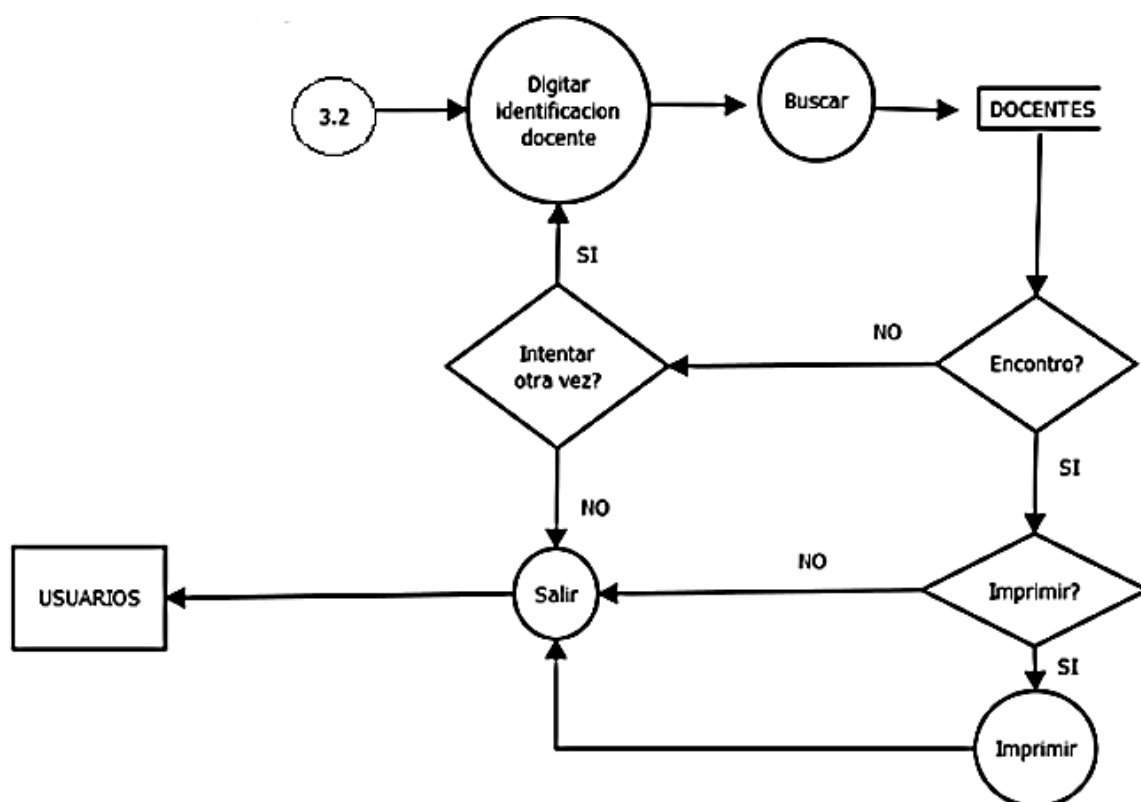 3.2
Digitar
identificacion
docente
Buscar
DOCENTES
SI
Intentar
otra vez?
NO
Encontro?
SI
NO
USUARIOS
Salir
NO
Imprimir?
SI
Imprimir